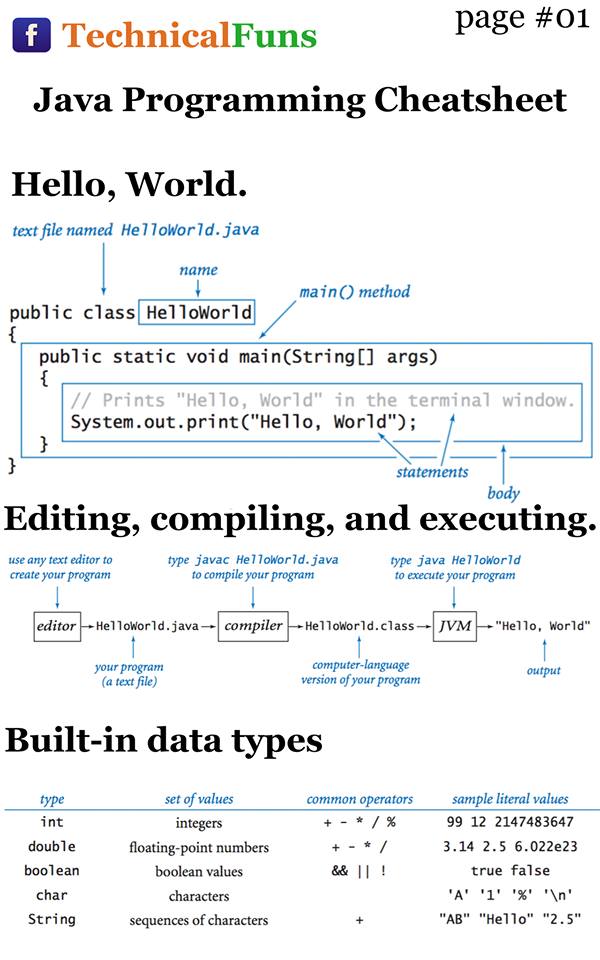 f TechnicalFuns
page #01
Java Programming Cheatsheet
Hello, World.
text file named HelloWorld.java
name
main() method
public class HelloWorld
{
public static void main(String[] args)
{
// Prints "Hello, World" in the terminal window.
System.out.print("Hello, World");
}
}
statements
body
Editing, compiling, and executing.
use any text editor to
create your program
type javac HelloWorld.java
to compile your program
type java HelloWorld
to execute your program
editor HelloWorld.java compiler HelloWorld.class JVM "Hello, World"
your program
(a text file)
computer-language
version of your program
output
Built-in data types
type set of values common operators sample literal values
int integers + - * / % 99 12 2147483647
double floating-point numbers + - * / 3.14 2.5 6.022e23
boolean boolean values && || ! true false
char characters 'A' '1' '%' '\n'
String sequences of characters + "AB" "Hello" "2.5"